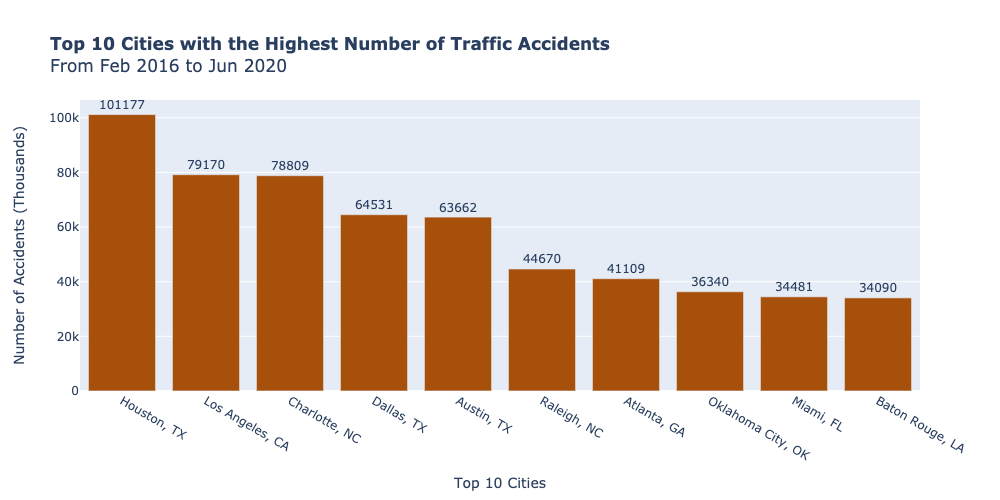 Top 10 Cities with the Highest Number of Traffic Accidents
From Feb 2016 to Jun 2020
Number of Accidents (Thousands)
100k
80k
60k
40k
20k
0
101177
79170
78809
64531
63662
44670
41109
36340
34481
34090
Houston, TX
Los Angeles, CA
Charlotte, NC
Dallas, TX
Austin, TX
Raleigh, NC
Atlanta, GA
Oklahoma City, OK
Miami, FL
Baton Rouge, LA
Top 10 Cities